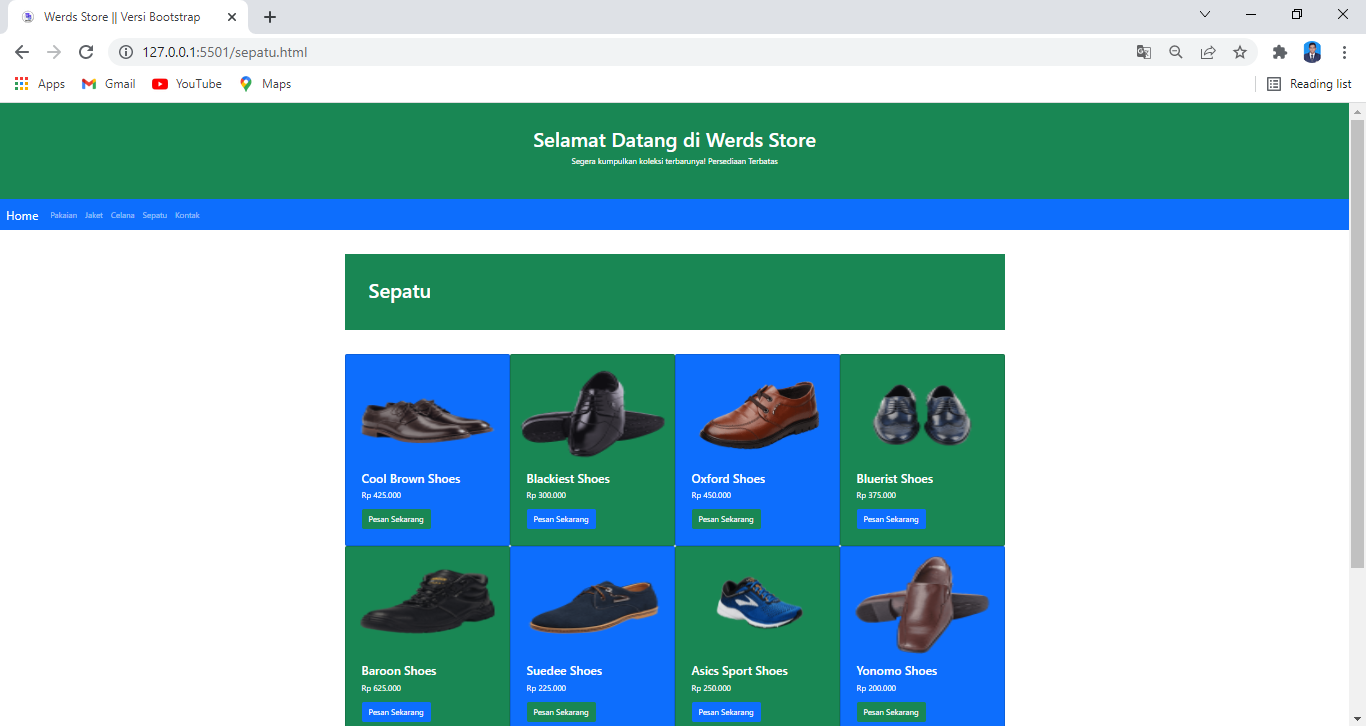 Werds Store || Versi Bootstrap
127.0.0.1:5501/sepatu.html
Apps Gmail YouTube Maps Reading list
Selamat Datang di Werds Store
Segera kumpulkan koleksi terbarunya! Persediaan Terbatas
Home Pakaian Jaket Celana Sepatu Kontak
Sepatu
Cool Brown Shoes
Rp 425.000
Pesan Sekarang
Blackiest Shoes
Rp 300.000
Pesan Sekarang
Oxford Shoes
Rp 450.000
Pesan Sekarang
Bluerist Shoes
Rp 375.000
Pesan Sekarang
Baroon Shoes
Rp 625.000
Pesan Sekarang
Suedee Shoes
Rp 225.000
Pesan Sekarang
Asics Sport Shoes
Rp 250.000
Pesan Sekarang
Yonomo Shoes
Rp 200.000
Pesan Sekarang